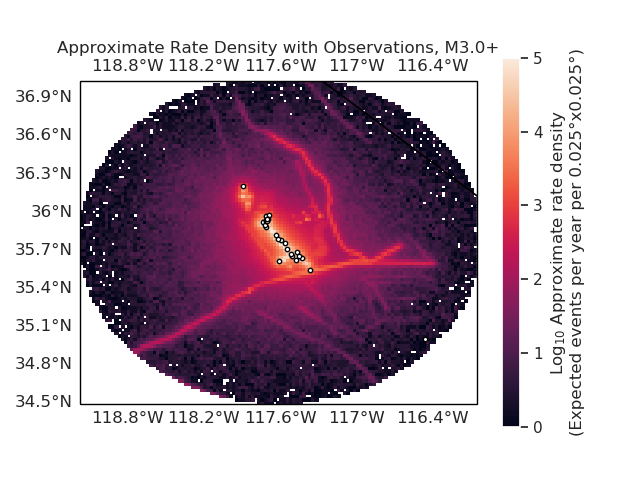 Approximate Rate Density with Observations, M3.0+
118.8°W 118.2°W 117.6°W 117°W 116.4°W
36.9°N
36.6°N
36.3°N
36°N
35.7°N
35.4°N
35.1°N
34.8°N
34.5°N
118.8°W 118.2°W 117.6°W 117°W 116.4°W
5
4
3
2
1
0
Log10 Approximate rate density
(Expected events per year per 0.025°x0.025°)